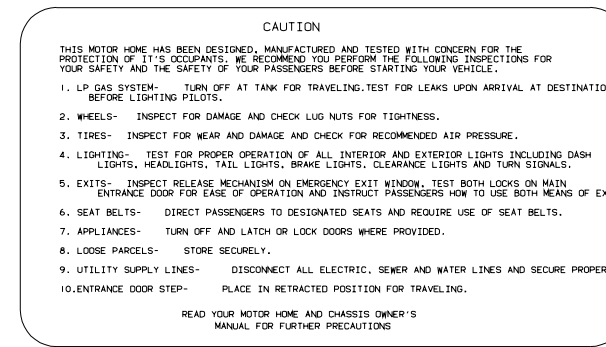 CAUTION
THIS MOTOR HOME HAS BEEN DESIGNED, MANUFACTURED AND TESTED WITH CONCERN FOR THE
PROTECTION OF IT'S OCCUPANTS. WE RECOMMEND YOU PERFORM THE FOLLOWING INSPECTIONS FOR
YOUR SAFETY AND THE SAFETY OF YOUR PASSENGERS BEFORE STARTING YOUR VEHICLE.
1. LP GAS SYSTEM- TURN OFF AT TANK FOR TRAVELING.TEST FOR LEAKS UPON ARRIVAL AT
BEFORE LIGHTING PILOTS.
2. WHEELS- INSPECT FOR DAMAGE AND CHECK LUG NUTS FOR TIGHTNESS.
3. TIRES- INSPECT FOR WEAR AND DAMAGE AND CHECK FOR RECOMMENDED AIR PRESSURE.
4. LIGHTING- TEST FOR PROPER OPERATION OF ALL INTERIOR AND EXTERIOR LIGHTS INCLUDING DASH
LIGHTS, HEADLIGHTS, TAIL LIGHTS, BRAKE LIGHTS, CLEARANCE LIGHTS AND TURN SIGNALS.
5. EXITS- INSPECT RELEASE MECHANISM ON EMERGENCY EXIT WINDOW, TEST BOTH LOCKS ON MAIN
ENTRANCE DOOR FOR EASE OF OPERATION AND INSTRUCT PASSENGERS HOW TO USE BOTH MEANS OF
6. SEAT BELTS- DIRECT PASSENGERS TO DESIGNATED SEATS AND REQUIRE USE OF SEAT BELTS.
7. APPLIANCES- TURN OFF AND LATCH OR LOCK DOORS WHERE PROVIDED.
8. LOOSE PARCELS- STORE SECURELY.
9. UTILITY SUPPLY LINES- DISCONNECT ALL ELECTRIC, SEWER AND WATER LINES AND SECURE
10.ENTRANCE DOOR STEP- PLACE IN RETRACTED POSITION FOR TRAVELING.
READ YOUR MOTOR HOME AND CHASSIS OWNER'S
MANUAL FOR FURTHER PRECAUTIONS